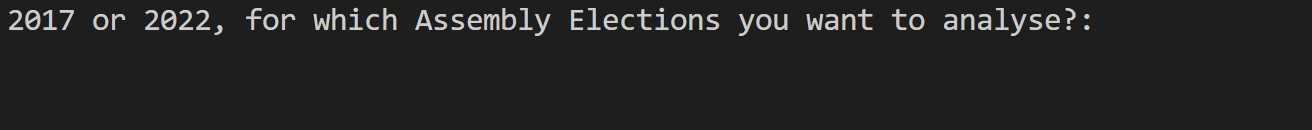 2017 or 2022, for which Assembly Elections you want to analyse?: